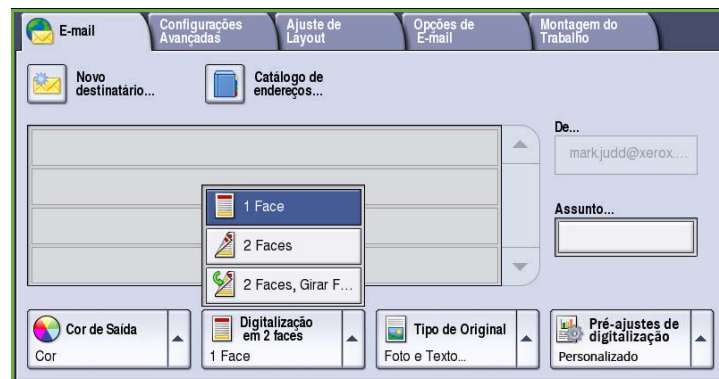 E-mail
Configurações
Avançadas
Ajuste de
Layout
Opções de
E-mail
Montagem do
Trabalho
Novo
destinatário...
Catálogo de
endereços...
De...
mark.judd@xerox....
Assunto...
1 Face
2 Faces
2 Faces, Girar F...
Cor de Saída
Cor
Digitalização
em 2 faces
1 Face
Tipo de Original
Foto e Texto...
Pré-ajustes de
digitalização
Personalizado